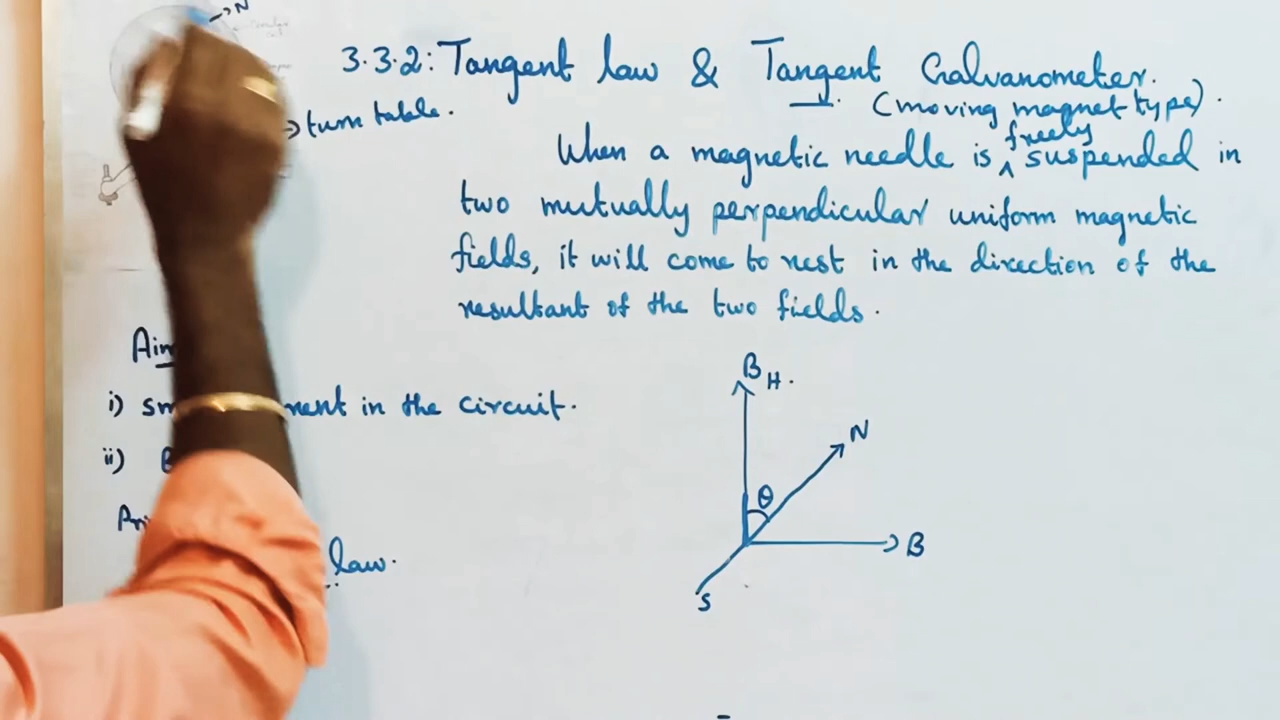 N
3.3.2: Tangent law & Tangent Galvanometer.
(moving magnet type).
turn table.
When a magnetic needle is freely suspended in
two mutually perpendicular uniform magnetic
fields, it will come to rest in the direction of the
resultant of the two fields.
Aim
i) in the circuit.
ii)
law.
BH.
N
θ
B
S